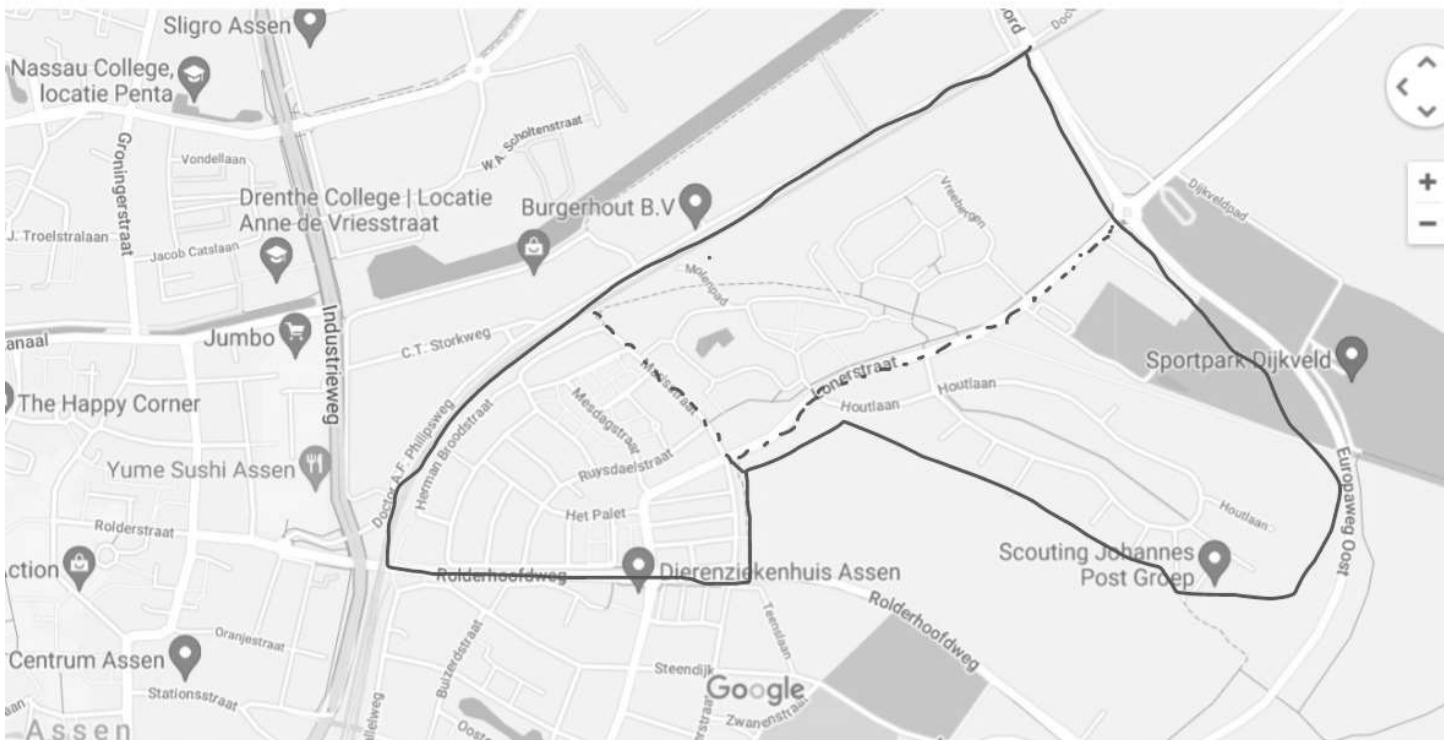 Sligro Assen
Nassau College,
locatie Penta
Groningerstraat
Vondellaan
W.A. Scholtenstraat
Drenthe College | Locatie
Anne de Vriesstraat
Burgerhout B.V
Vreebergen
Dijkveldpad
J. Troelstralaan
Jacob Catslaan
Molenpad
Jumbo
Industrieweg
C.T. Storkweg
Sportpark Dijkveld
The Happy Corner
Marisstraat
Lonerstraat
Houtlaan
Mesdagstraat
Herman Broodstraat
Doctor A.F. Philipsweg
Yume Sushi Assen
Ruysdaelstraat
Europaweg Oost
Het Palet
Houtlaan
Rolderstraat
Scouting Johannes
Post Groep
Rolderhoofdweg
Dierenziekenhuis Assen
Rolderhoofdweg
Teenslaan
Oranjestraat
Buizerdstraat
Centrum Assen
Steendijk
Stationsstraat
Google
Zwanenstraat
Assen